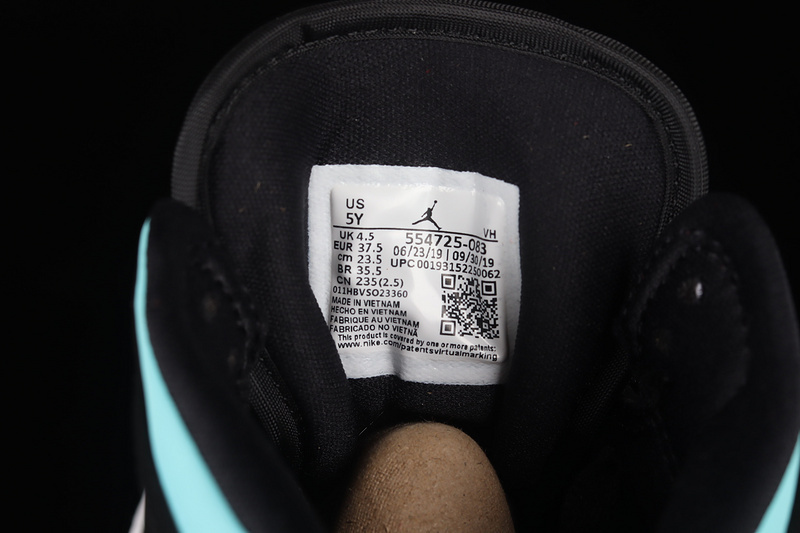 US
5Y
VH
UK 4.5
EUR 37.5
cm 23.5
BR 35.5
CN 235(2.5)
554725-083
06/23/19 | 09/30/19
UPC00193152250062
011HBVSO23360
MADE IN VIETNAM
HECHO EN VIETNAM
FABRIQUE AU VIETNAM
FABRICADO NO VIETNÃ
This product is covered by one or more patents:
www.nike.com/patentsvirtualmarking